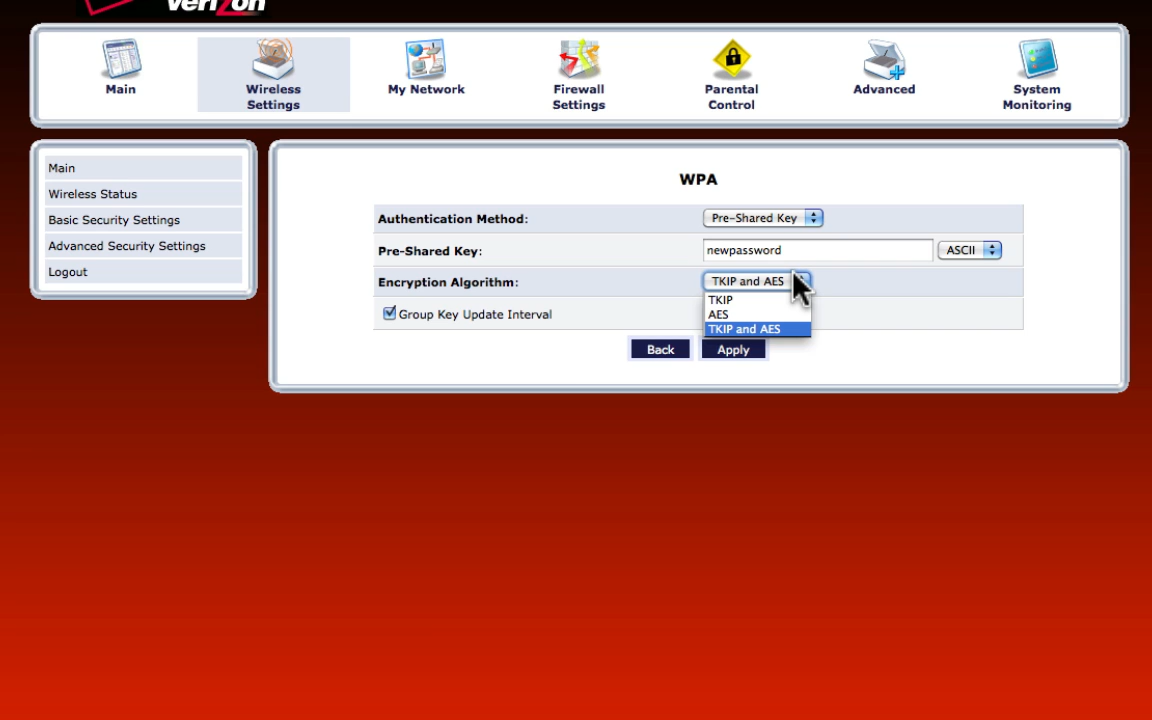 verizon
Main
Wireless
Settings
My Network
Firewall
Settings
Parental
Control
Advanced
System
Monitoring
Main
Wireless Status
Basic Security Settings
Advanced Security Settings
Logout
WPA
Authentication Method: Pre-Shared Key
Pre-Shared Key: newpassword ASCII
Encryption Algorithm: TKIP and AES
TKIP
AES
TKIP and AES
Group Key Update Interval
Back Apply